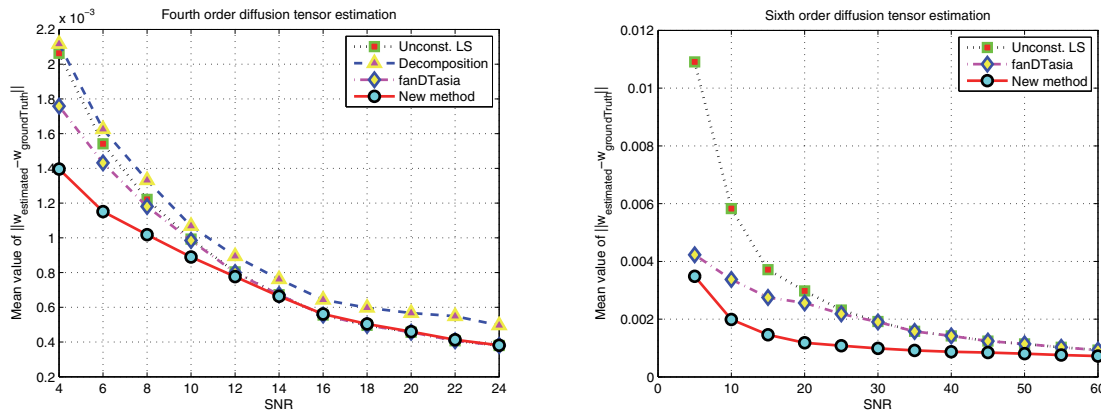 Fourth order diffusion tensor estimation
x 10⁻³
2.2
2
1.8
1.6
1.4
1.2
1
0.8
0.6
0.4
0.2
Mean value of ||w_estimated-w_groundTruth||
4 6 8 10 12 14 16 18 20 22 24
SNR
Unconst. LS
Decomposition
fanDTasia
New method
Sixth order diffusion tensor estimation
0.012
0.01
0.008
0.006
0.004
0.002
0
Mean value of ||w_estimated-w_groundTruth||
0 10 20 30 40 50 60
SNR
Unconst. LS
fanDTasia
New method